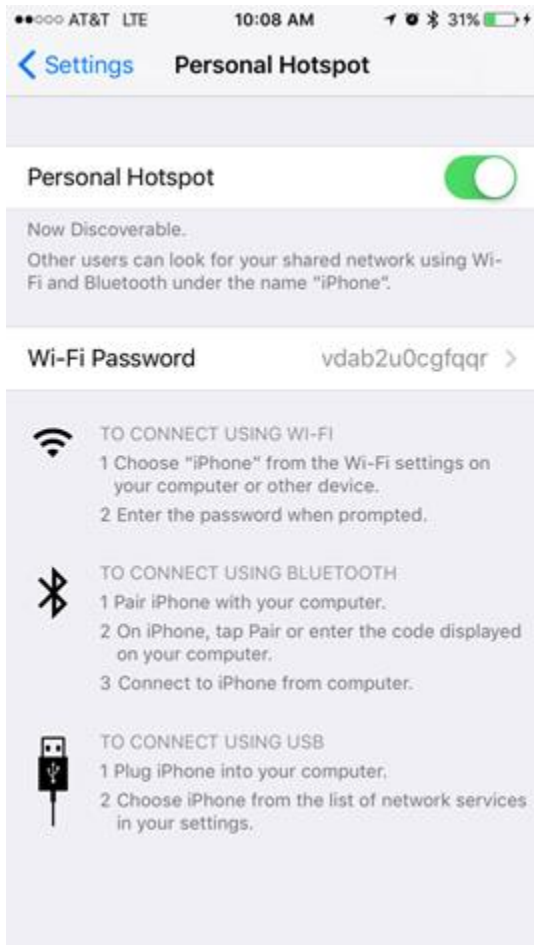 AT&T LTE 10:08 AM 31%
Settings Personal Hotspot
Personal Hotspot
Now Discoverable.
Other users can look for your shared network using Wi-
Fi and Bluetooth under the name "iPhone".
Wi-Fi Password vdab2u0cgfqqr
TO CONNECT USING WI-FI
1 Choose "iPhone" from the Wi-Fi settings on
your computer or other device.
2 Enter the password when prompted.
TO CONNECT USING BLUETOOTH
1 Pair iPhone with your computer.
2 On iPhone, tap Pair or enter the code displayed
on your computer.
3 Connect to iPhone from computer.
TO CONNECT USING USB
1 Plug iPhone into your computer.
2 Choose iPhone from the list of network services
in your settings.